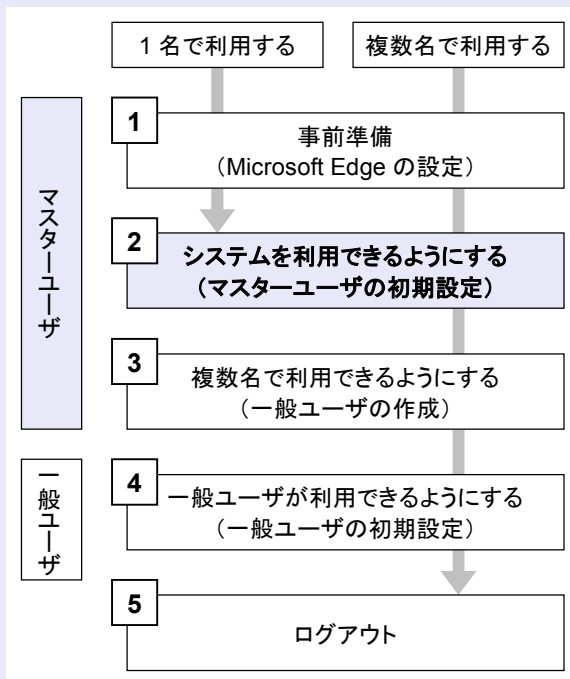 1 名で利用する
複数名で利用する
マスターユーザ
1
事前準備
（Microsoft Edge の設定）
2
システムを利用できるようにする
（マスターユーザの初期設定）
3
複数名で利用できるようにする
（一般ユーザの作成）
一般ユーザ
4
一般ユーザが利用できるようにする
（一般ユーザの初期設定）
5
ログアウト